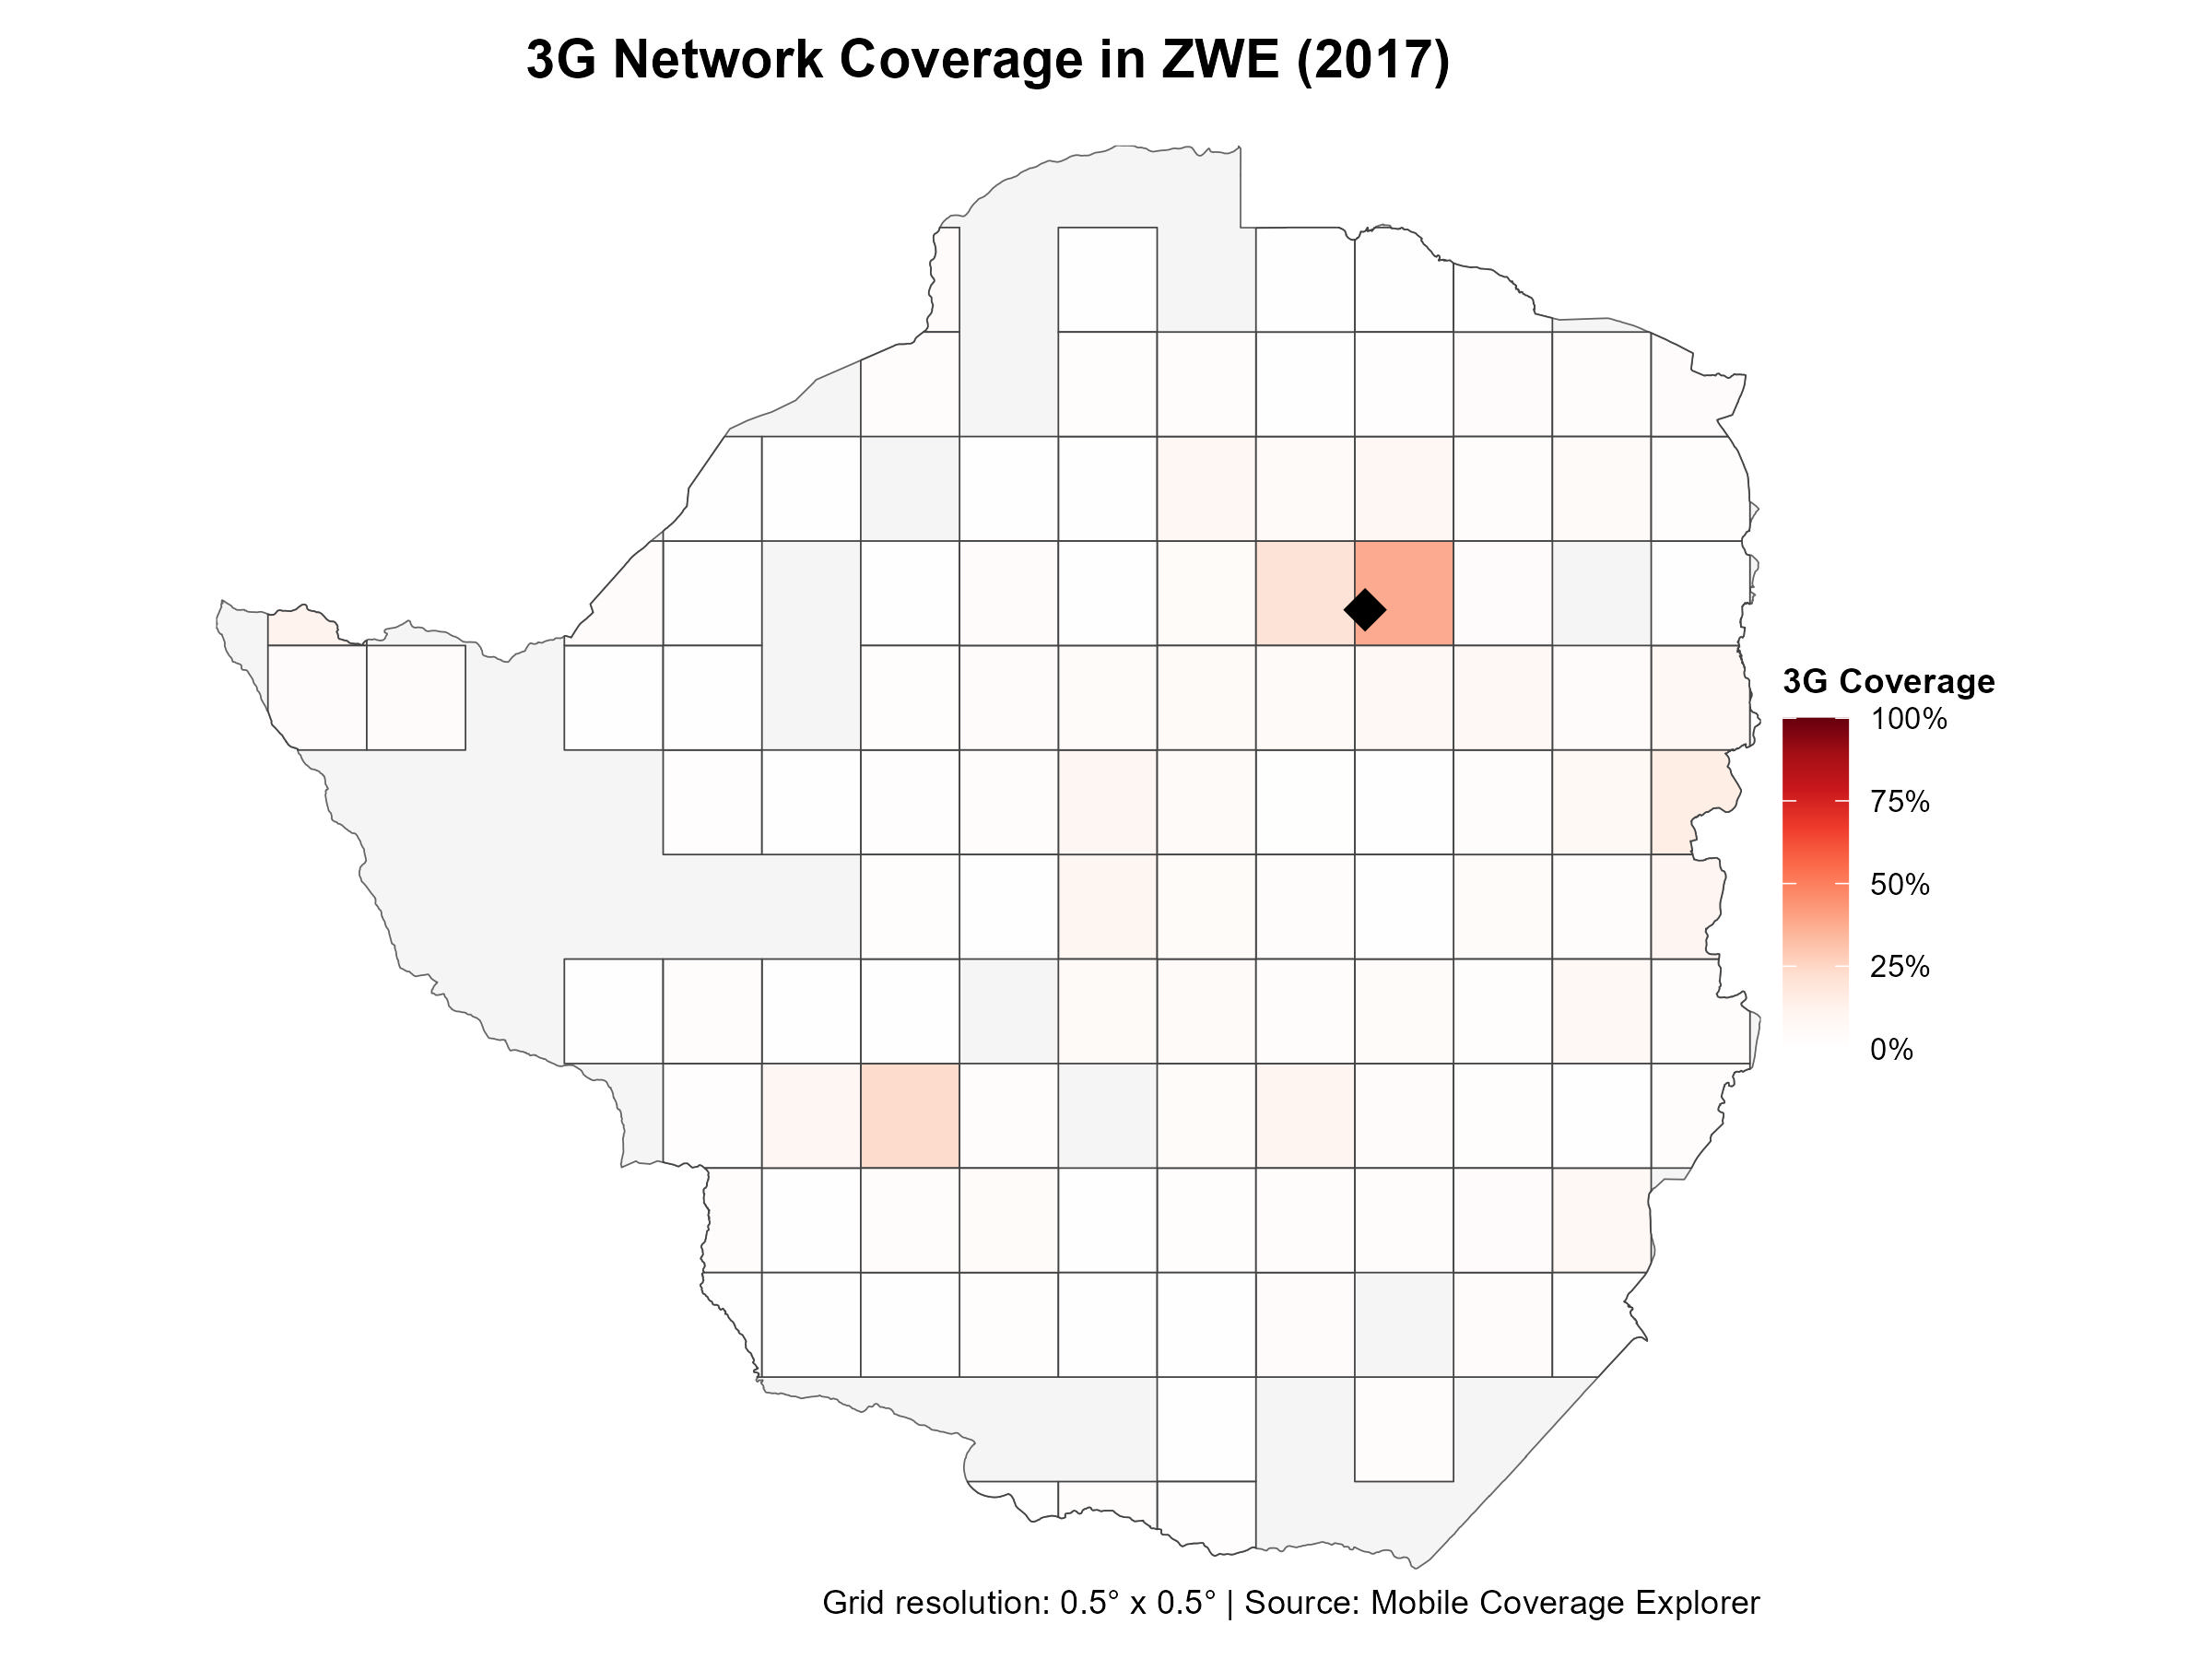 3G Network Coverage in ZWE (2017)
3G Coverage
100%
75%
50%
25%
0%
Grid resolution: 0.5° x 0.5° | Source: Mobile Coverage Explorer